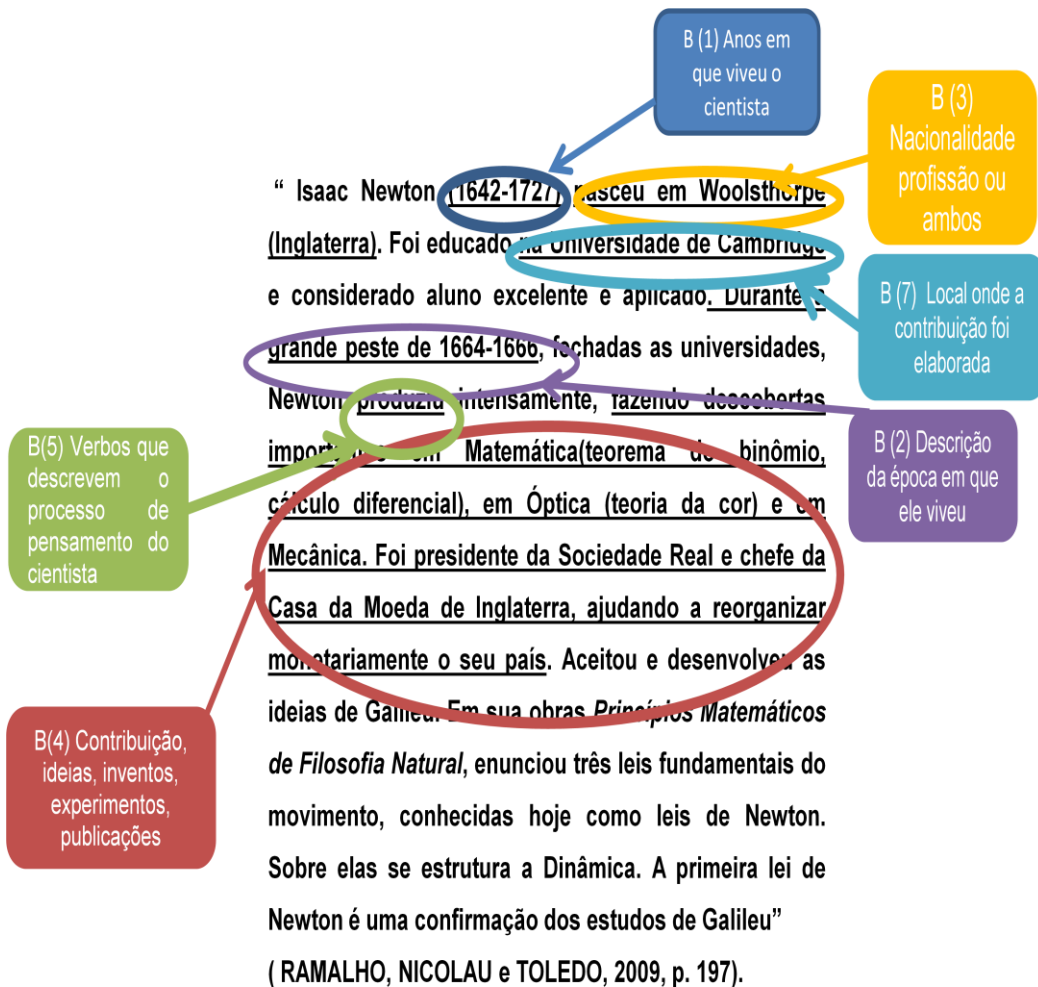 B (1) Anos em
que viveu o
cientista
B (3)
Nacionalidade
profissão ou
ambos
“ Isaac Newton (1642-1727) nasceu em Woolsthorpe
(Inglaterra). Foi educado na Universidade de Cambridge
e considerado aluno excelente e aplicado. Durante a
grande peste de 1664-1666, fechadas as universidades,
Newton produziu intensamente, fazendo descobertas
importantes em Matemática(teorema do binômio,
cálculo diferencial), em Óptica (teoria da cor) e em
Mecânica. Foi presidente da Sociedade Real e chefe da
Casa da Moeda de Inglaterra, ajudando a reorganizar
monetariamente o seu país. Aceitou e desenvolveu as
ideias de Galileu. Em sua obras Princípios Matemáticos
de Filosofia Natural, enunciou três leis fundamentais do
movimento, conhecidas hoje como leis de Newton.
Sobre elas se estrutura a Dinâmica. A primeira lei de
Newton é uma confirmação dos estudos de Galileu”
( RAMALHO, NICOLAU e TOLEDO, 2009, p. 197).
B (7) Local onde a
contribuição foi
elaborada
B (2) Descrição
da época em que
ele viveu
B(5) Verbos que
descrevem o
processo de
pensamento do
cientista
B(4) Contribuição,
ideias, inventos,
experimentos,
publicações